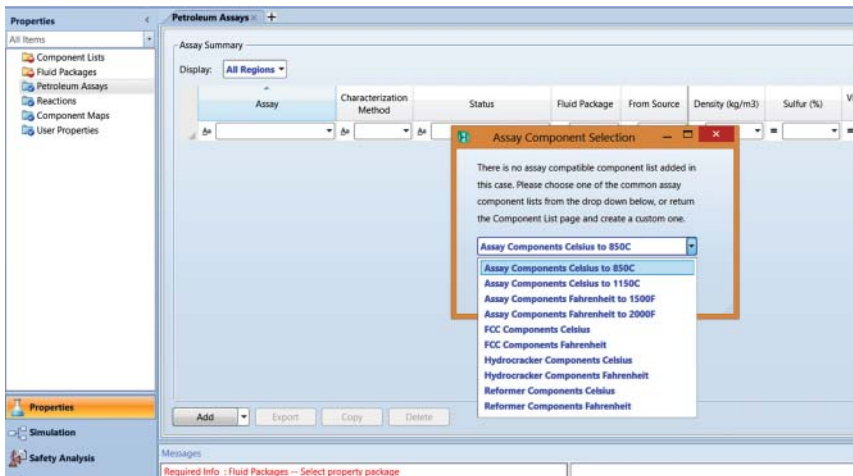 Properties
<
Petroleum Assays
All Items
Component Lists
Fluid Packages
Petroleum Assays
Reactions
Component Maps
User Properties
Assay Summary
Display: All Regions
Assay
Characterization
Method
Status
Fluid Package
From Source
Density (kg/m3)
Sulfur (%)
Assay Component Selection
There is no assay compatible component list added in
this case. Please choose one of the common assay
component lists from the drop down below, or return
the Component List page and create a custom one.
Assay Components Celsius to 850C
Assay Components Celsius to 850C
Assay Components Celsius to 1150C
Assay Components Fahrenheit to 1500F
Assay Components Fahrenheit to 2000F
FCC Components Celsius
FCC Components Fahrenheit
Hydrocracker Components Celsius
Hydrocracker Components Fahrenheit
Reformer Components Celsius
Reformer Components Fahrenheit
Properties
Simulation
Safety Analysis
Add
Export
Copy
Delete
Messages
Required Info : Fluid Packages -- Select property package